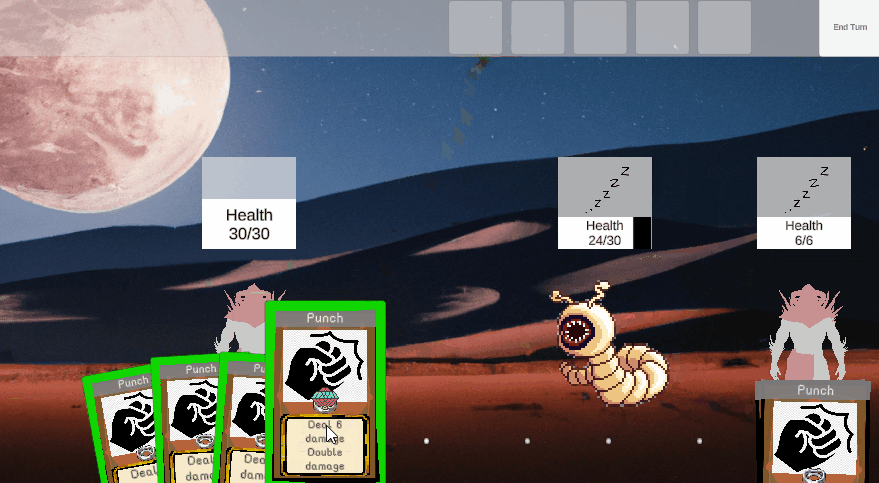 End Turn
z
z
z
z
z
z
Health
30/30
Health
24/30
Health
6/6
Punch
Punch
Punch
Punch
Punch
Deal 6
damage
Double
damage
Deal